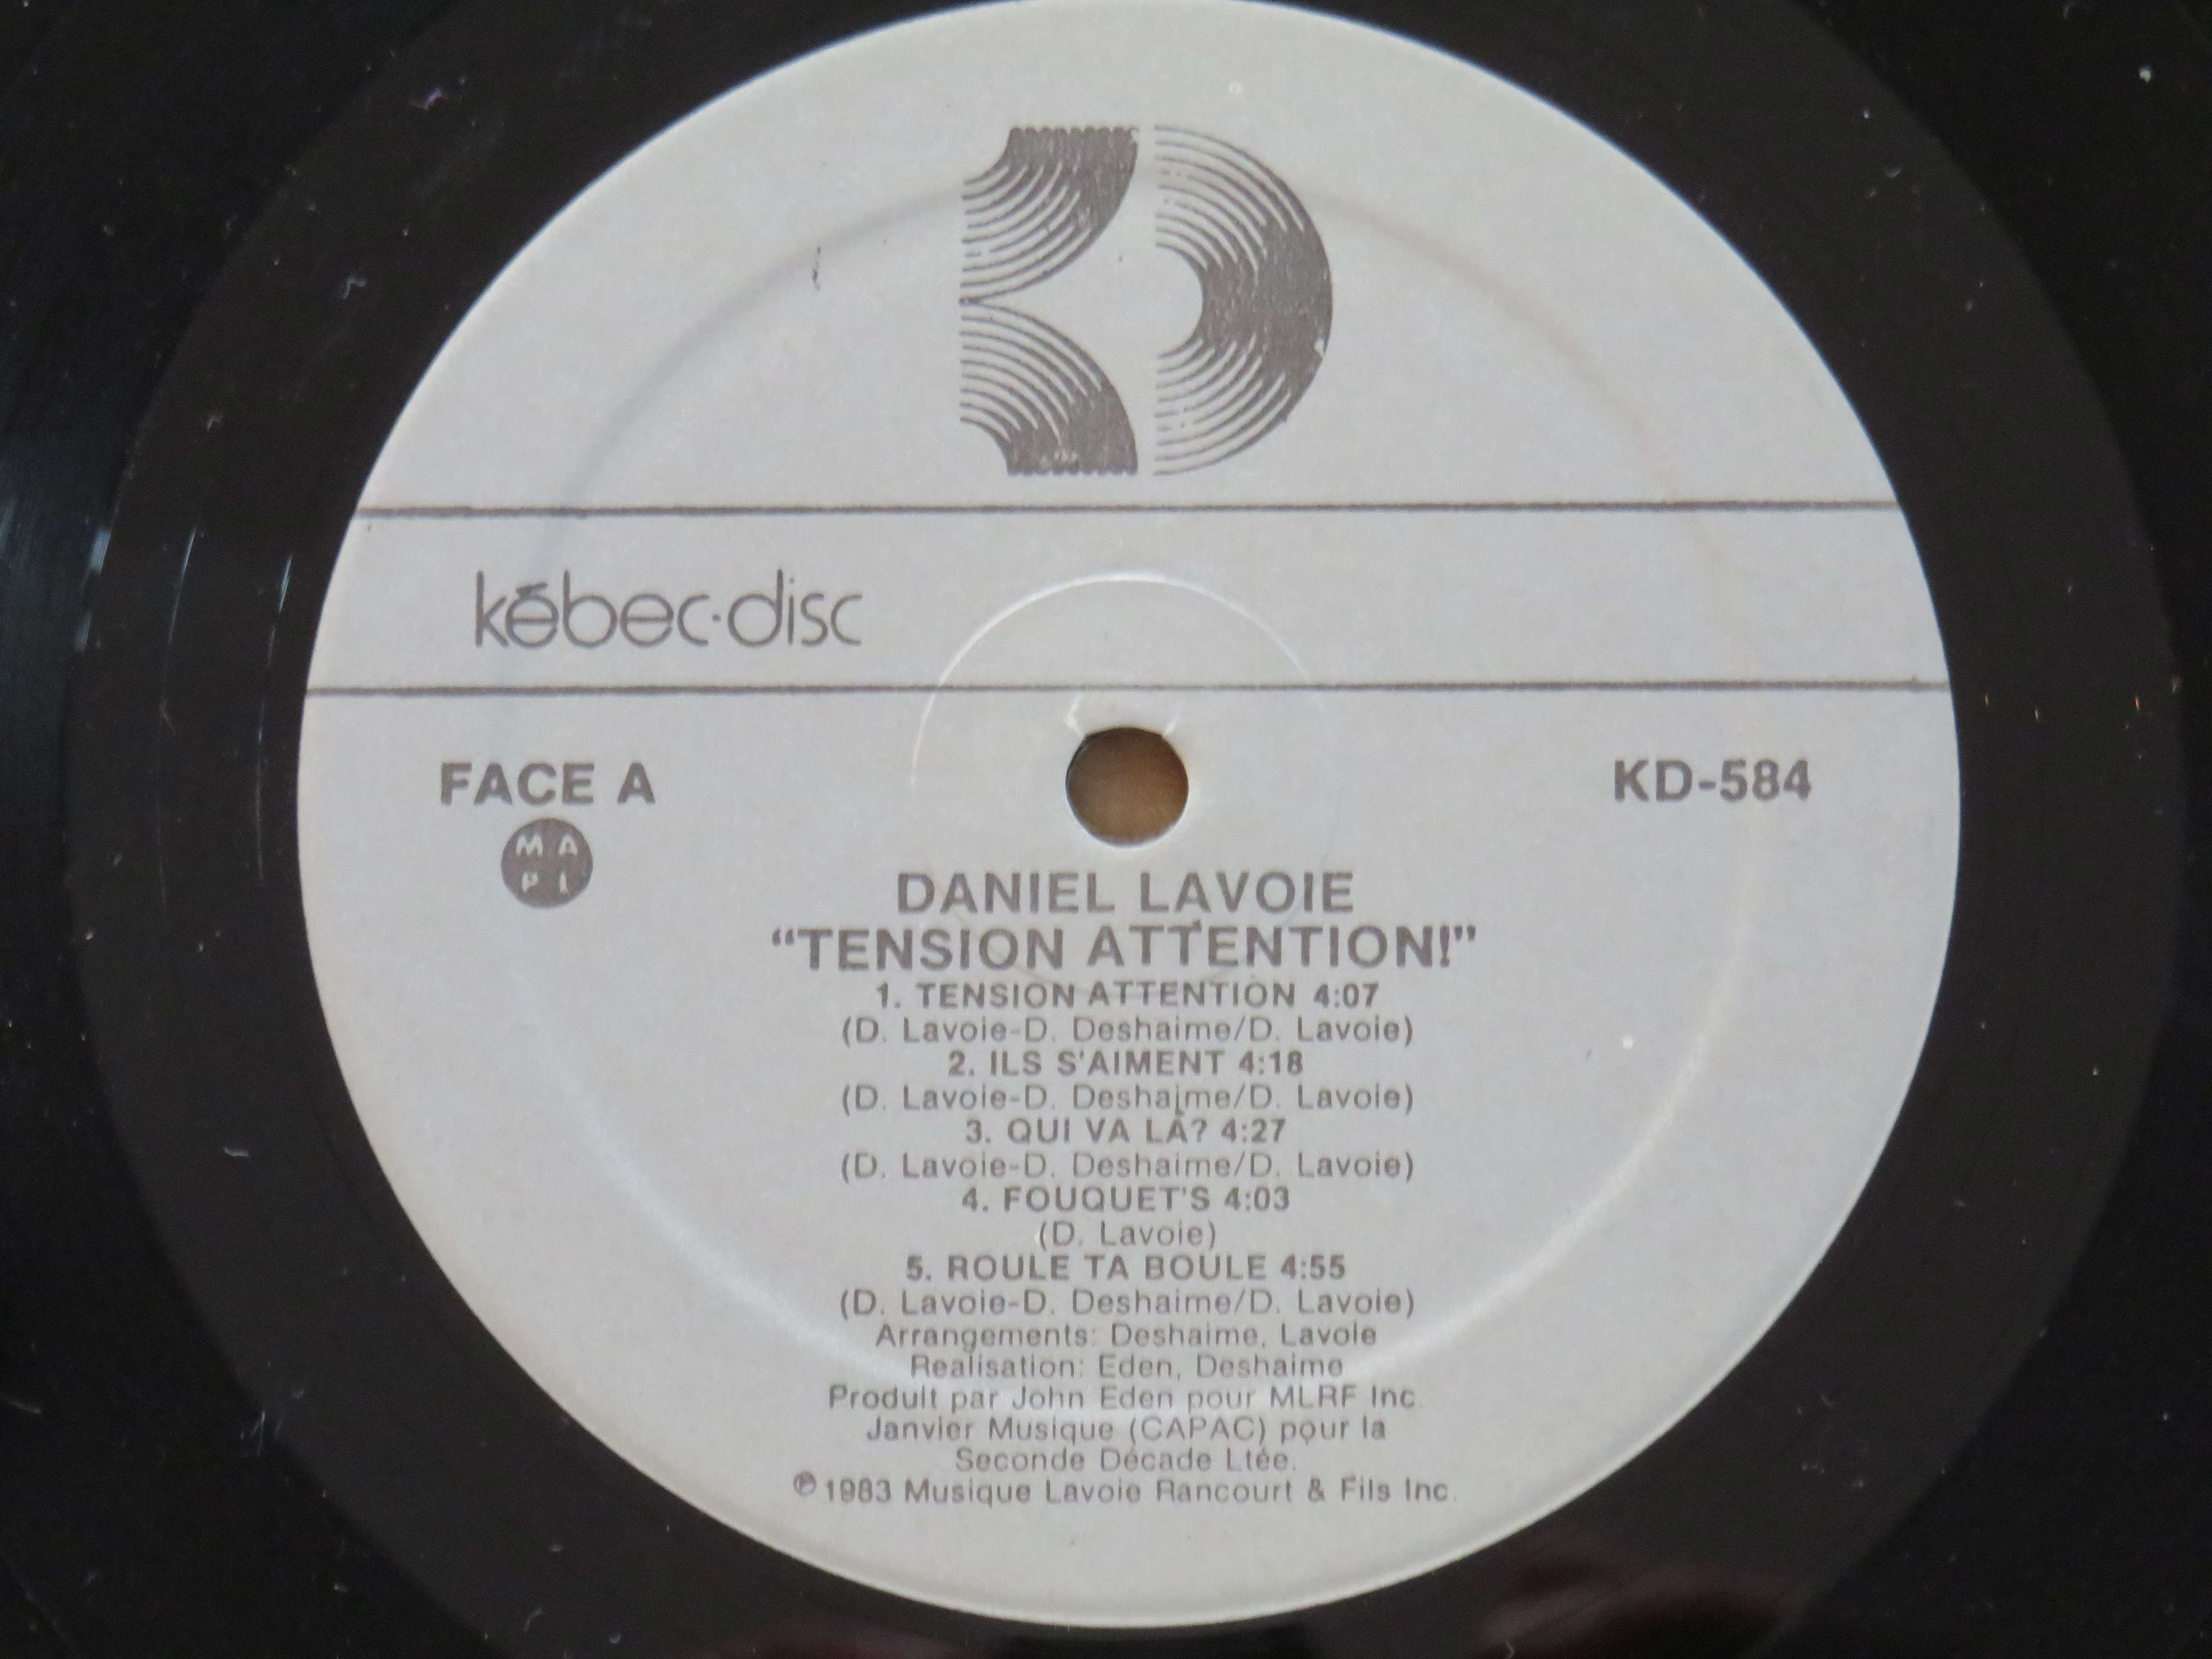 KD
kébec·disc
FACE A
KD-584
M A
P L
DANIEL LAVOIE
“TENSION ATTENTION!”
1. TENSION ATTENTION 4:07
(D. Lavoie-D. Deshaime/D. Lavoie)
2. ILS S'AIMENT 4:18
(D. Lavoie-D. Deshaime/D. Lavoie)
3. QUI VA LÀ? 4:27
(D. Lavoie-D. Deshaime/D. Lavoie)
4. FOUQUET'S 4:03
(D. Lavoie)
5. ROULE TA BOULE 4:55
(D. Lavoie-D. Deshaime/D. Lavoie)
Arrangements: Deshaime, Lavoie
Realisation: Eden, Deshaime
Produit par John Eden pour MLRF Inc.
Janvier Musique (CAPAC) pour la
Seconde Décade Ltée.
℗ 1983 Musique Lavoie Rancourt & Fils Inc.